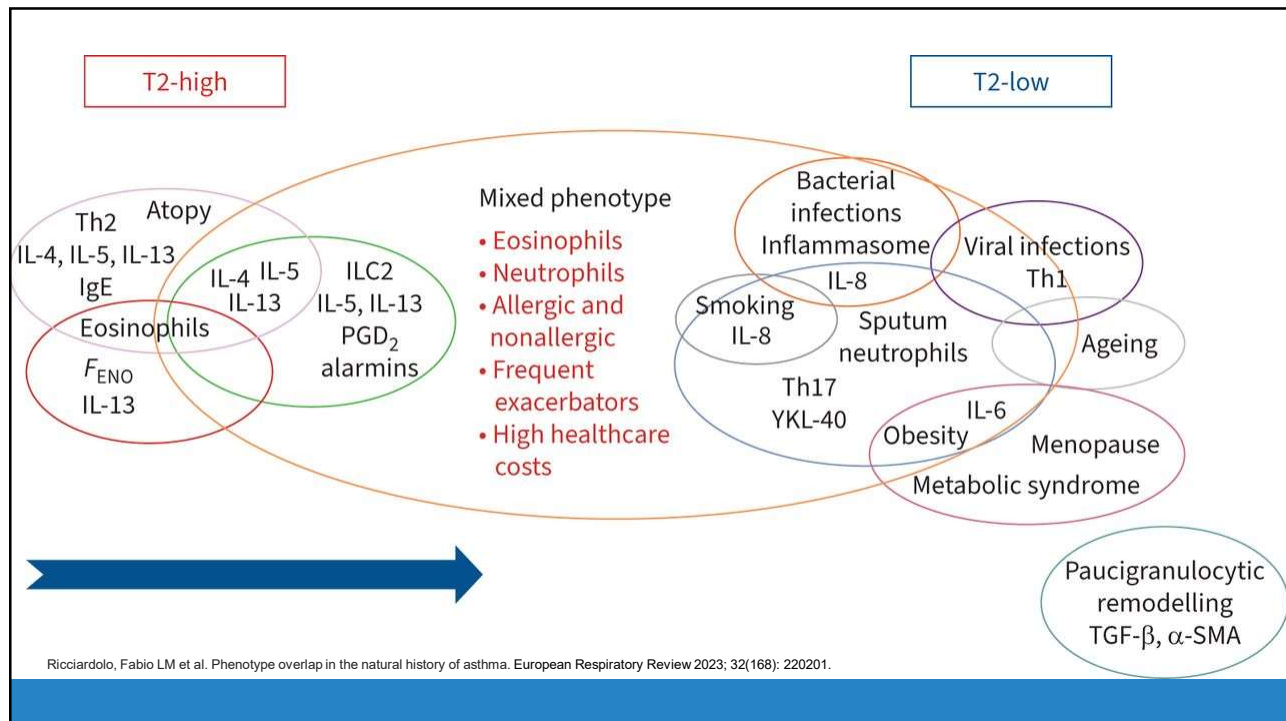 T2-high
T2-low
Atopy
Th2
IL-4, IL-5, IL-13
IgE
Eosinophils
F_ENO
IL-13
IL-4 IL-5
IL-13
ILC2
IL-5, IL-13
PGD₂
alarmins
Mixed phenotype
• Eosinophils
• Neutrophils
• Allergic and
nonallergic
• Frequent
exacerbators
• High healthcare
costs
Bacterial
infections
Inflammasome
IL-8
Viral infections
Th1
Smoking
IL-8
Sputum
neutrophils
Ageing
Th17
YKL-40
IL-6
Obesity
Menopause
Metabolic syndrome
Paucigranulocytic
remodelling
TGF-β, α-SMA
Ricciardolo, Fabio LM et al. Phenotype overlap in the natural history of asthma. European Respiratory Review 2023; 32(168): 220201.